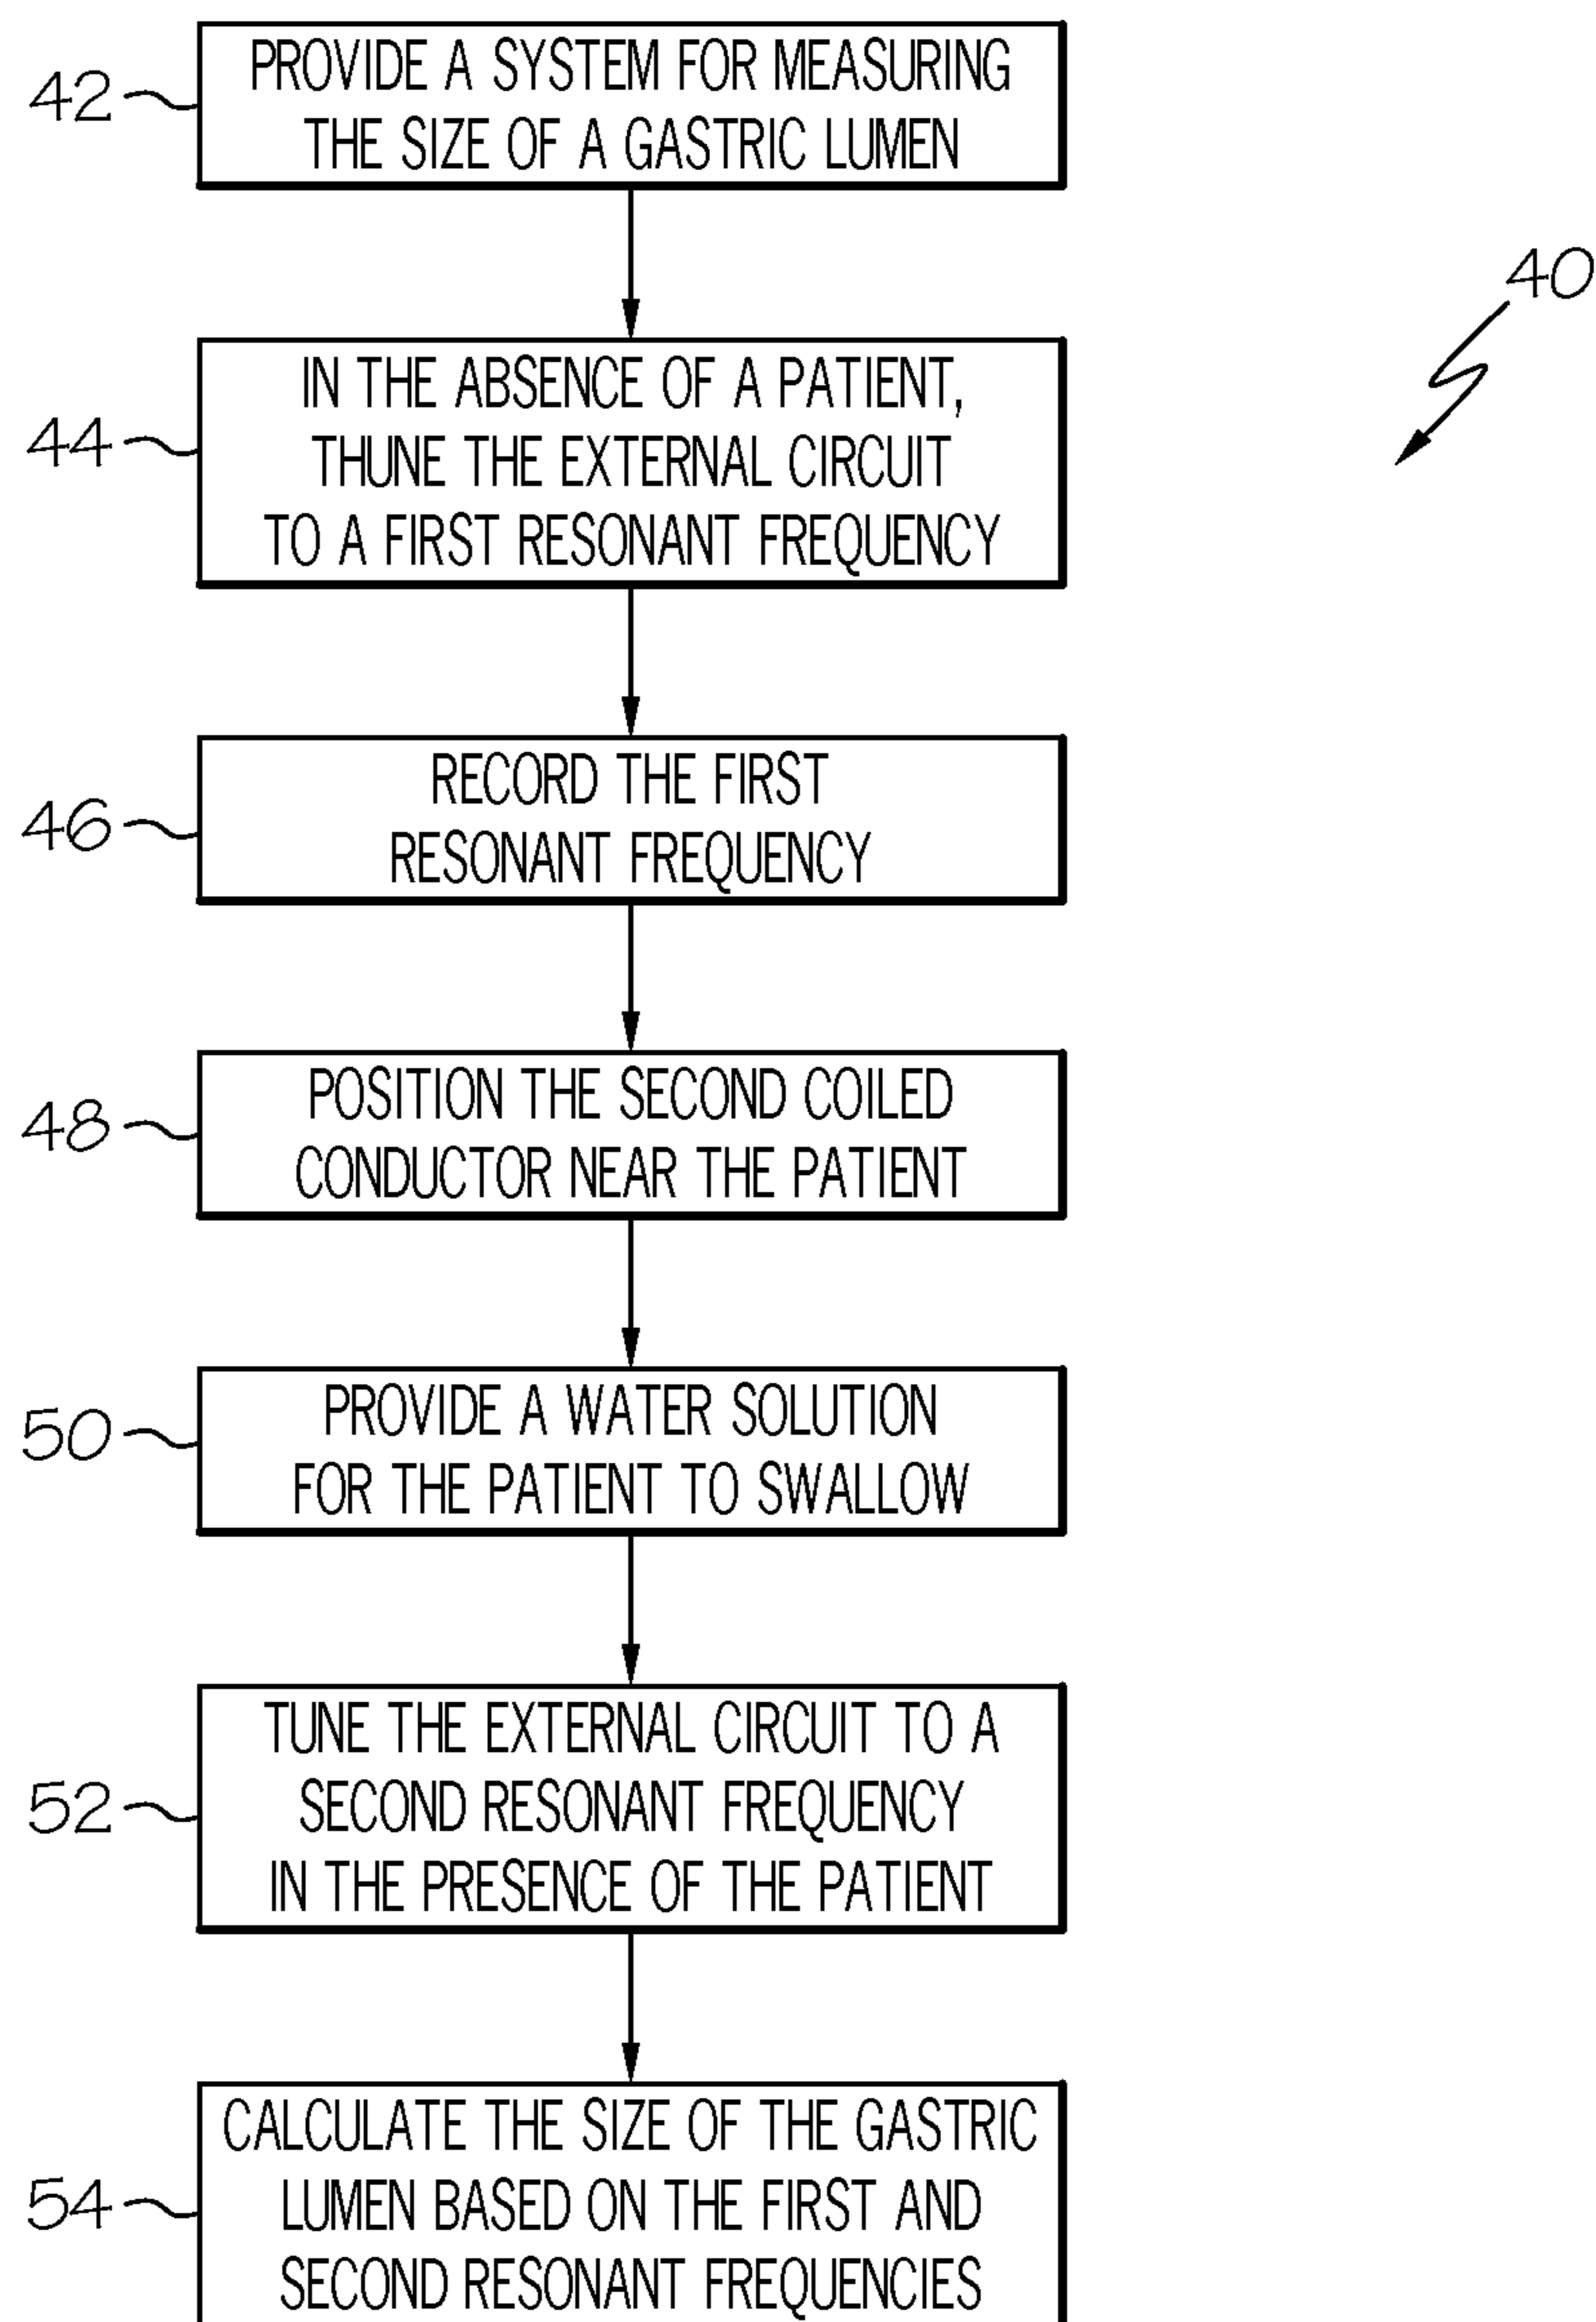 42
PROVIDE A SYSTEM FOR MEASURING
THE SIZE OF A GASTRIC LUMEN
40
44
IN THE ABSENCE OF A PATIENT,
THUNE THE EXTERNAL CIRCUIT
TO A FIRST RESONANT FREQUENCY
46
RECORD THE FIRST
RESONANT FREQUENCY
48
POSITION THE SECOND COILED
CONDUCTOR NEAR THE PATIENT
50
PROVIDE A WATER SOLUTION
FOR THE PATIENT TO SWALLOW
52
TUNE THE EXTERNAL CIRCUIT TO A
SECOND RESONANT FREQUENCY
IN THE PRESENCE OF THE PATIENT
54
CALCULATE THE SIZE OF THE GASTRIC
LUMEN BASED ON THE FIRST AND
SECOND RESONANT FREQUENCIES